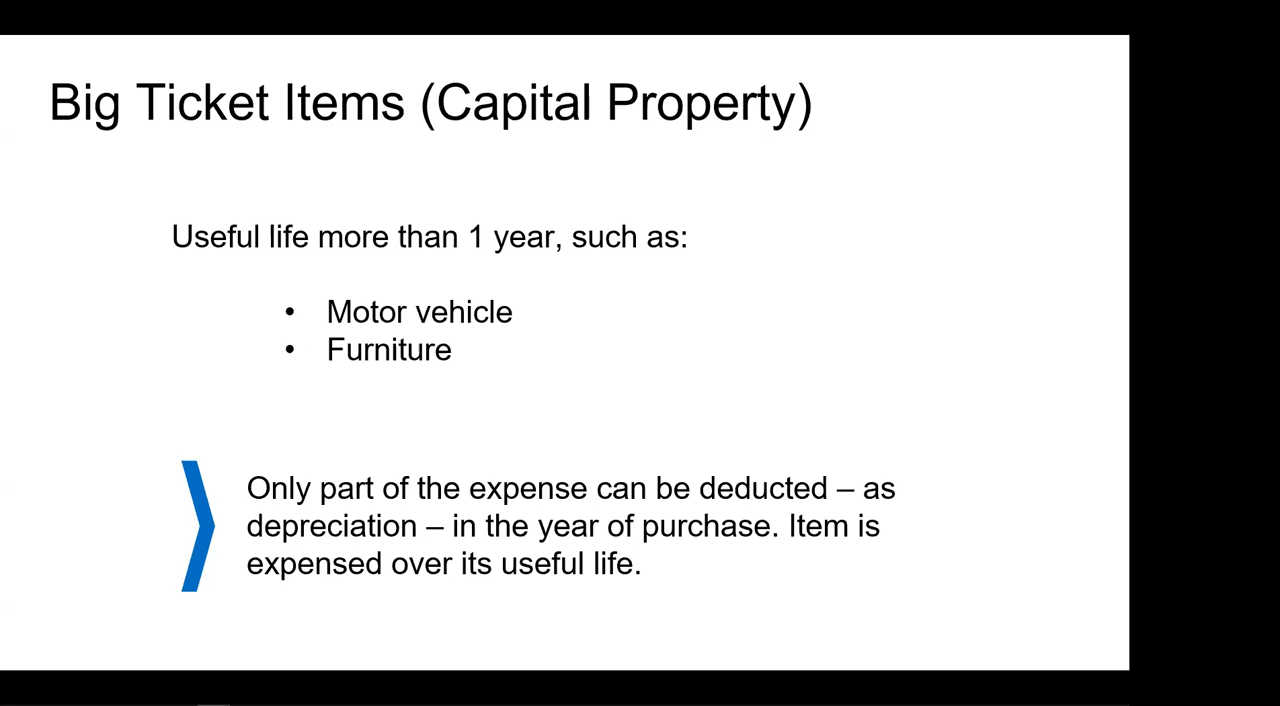 Big Ticket Items (Capital Property)
Useful life more than 1 year, such as:
• Motor vehicle
• Furniture
Only part of the expense can be deducted – as
depreciation – in the year of purchase. Item is
expensed over its useful life.